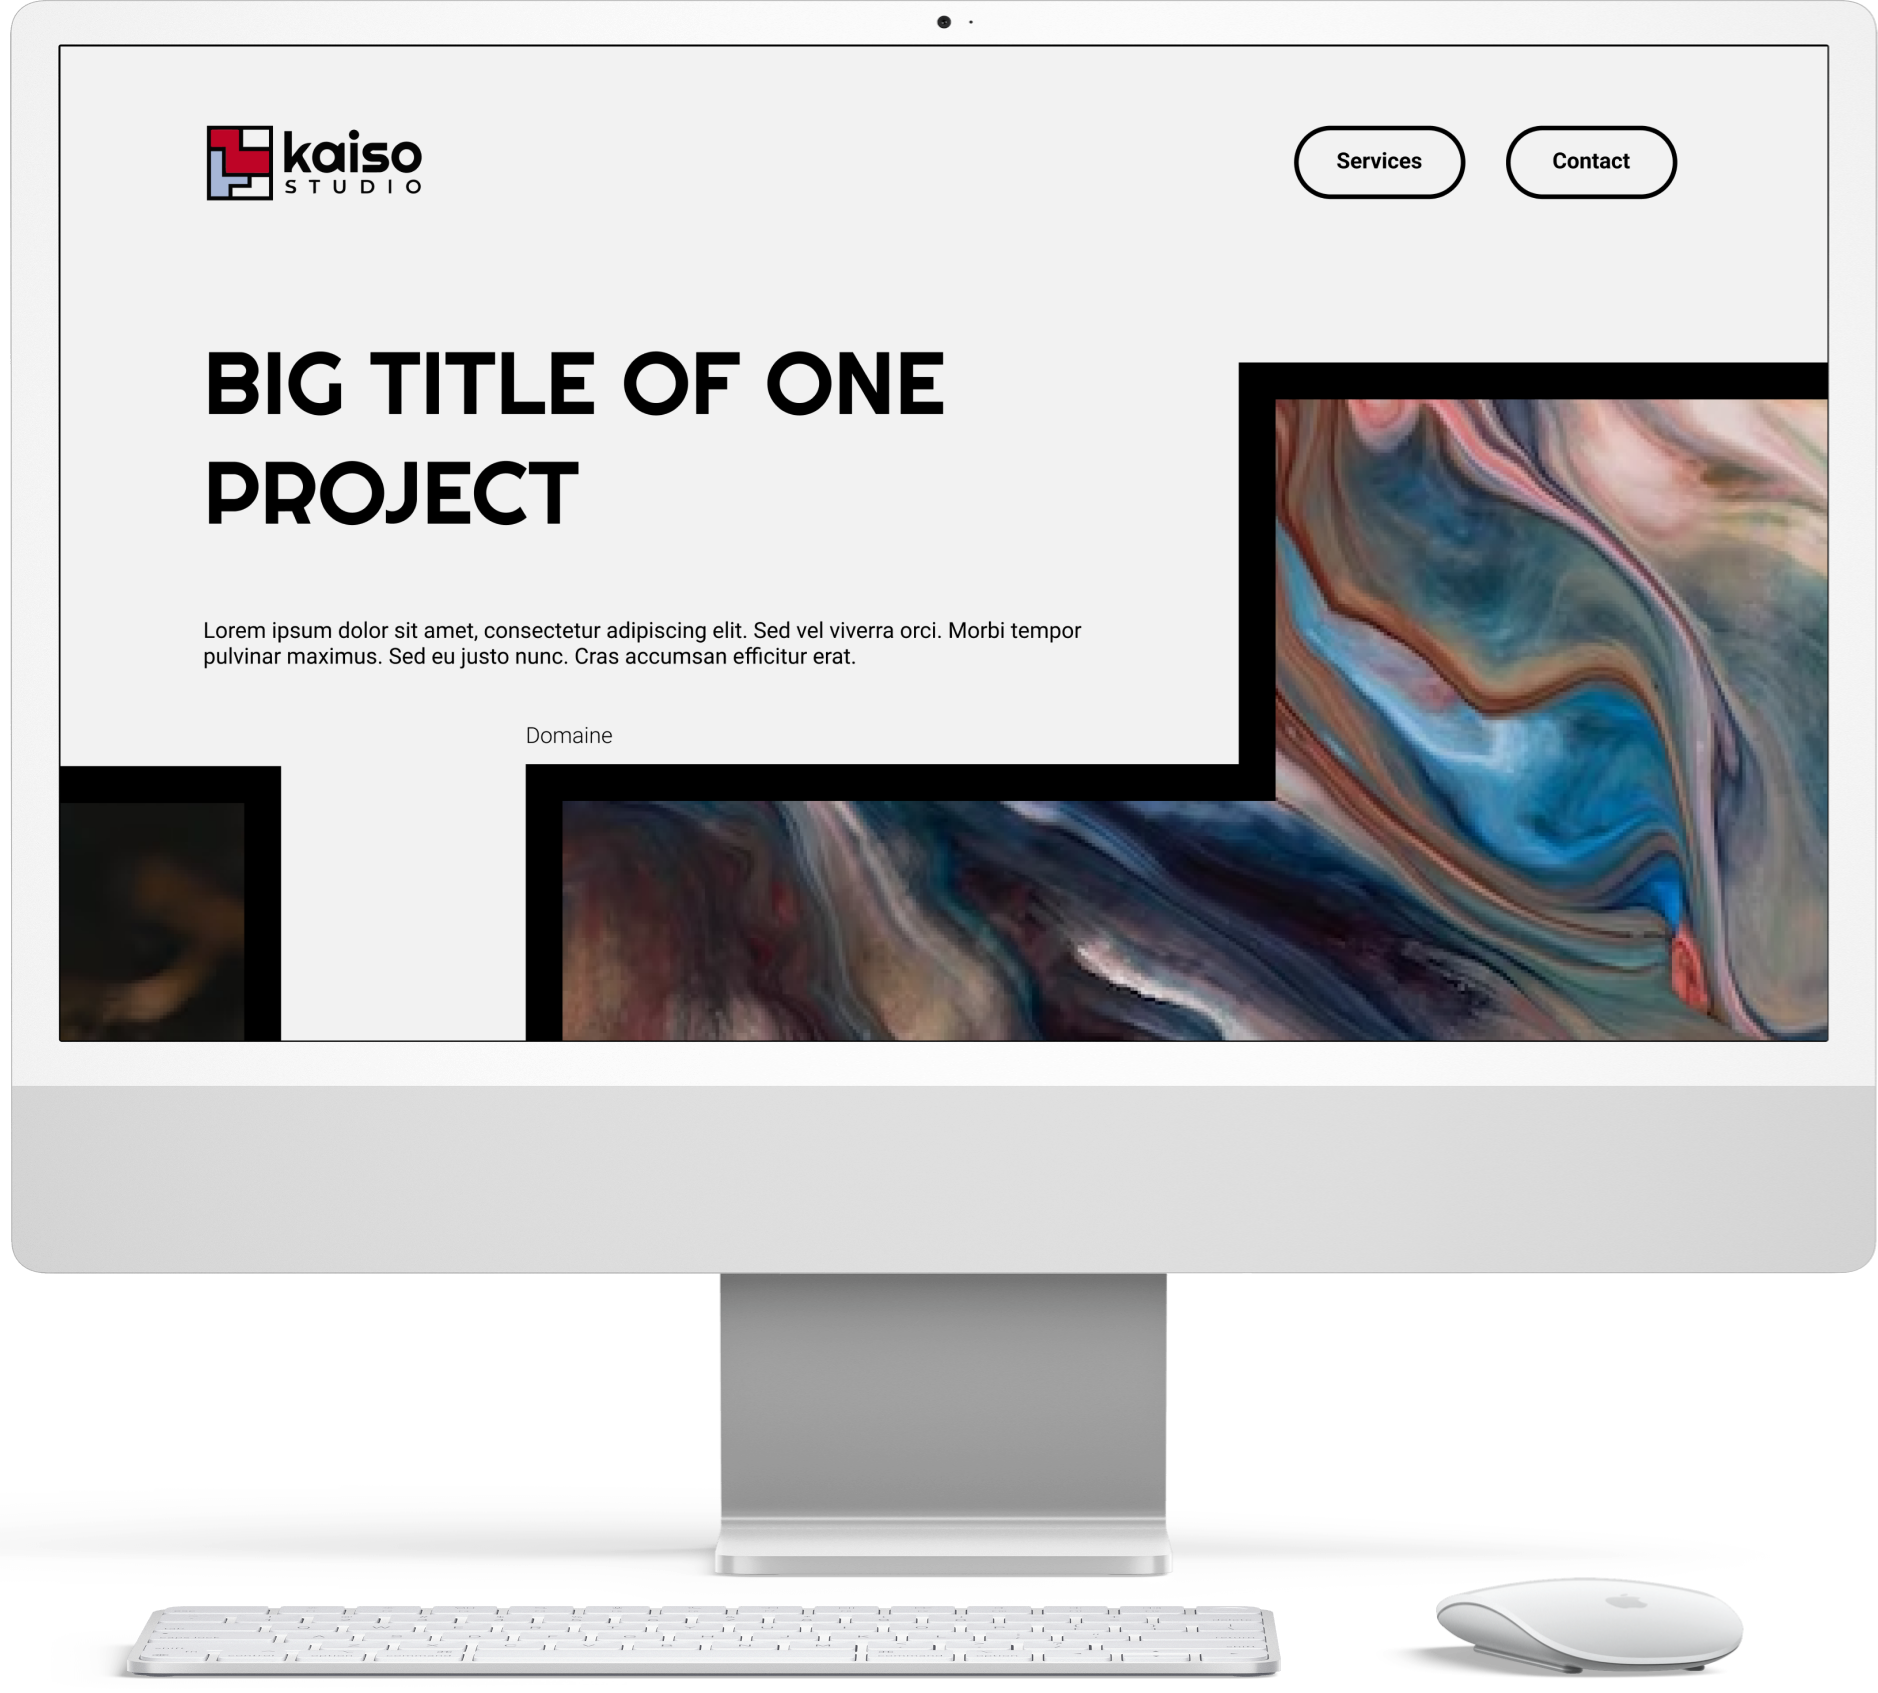 kaiso
STUDIO
Services
Contact
BIG TITLE OF ONE
PROJECT
Lorem ipsum dolor sit amet, consectetur adipiscing elit. Sed vel viverra orci. Morbi tempor
pulvinar maximus. Sed eu justo nunc. Cras accumsan efficitur erat.
Domaine